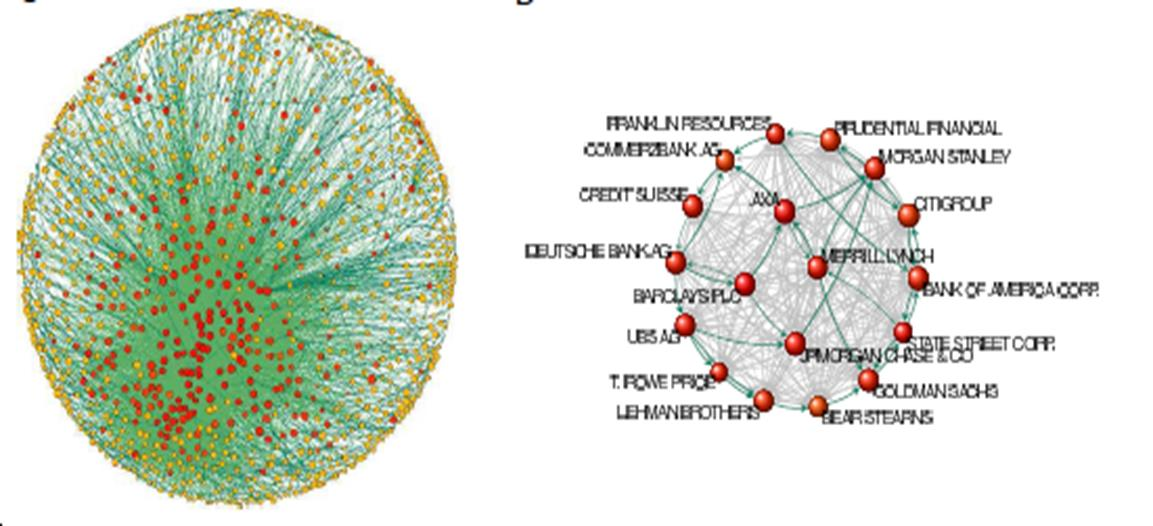 FRANKLIN RESOURCES
PRUDENTIAL FINANCIAL
COMMERZBANK AG
MORGAN STANLEY
CREDIT SUISSE
AXA
CITIGROUP
DEUTSCHE BANK AG
MERRILL LYNCH
BARCLAYS PLC
BANK OF AMERICA CORP.
UBS AG
STATE STREET CORP.
JPMORGAN CHASE & CO
T. ROWE PRICE
GOLDMAN SACHS
LEHMAN BROTHERS
BEAR STEARNS